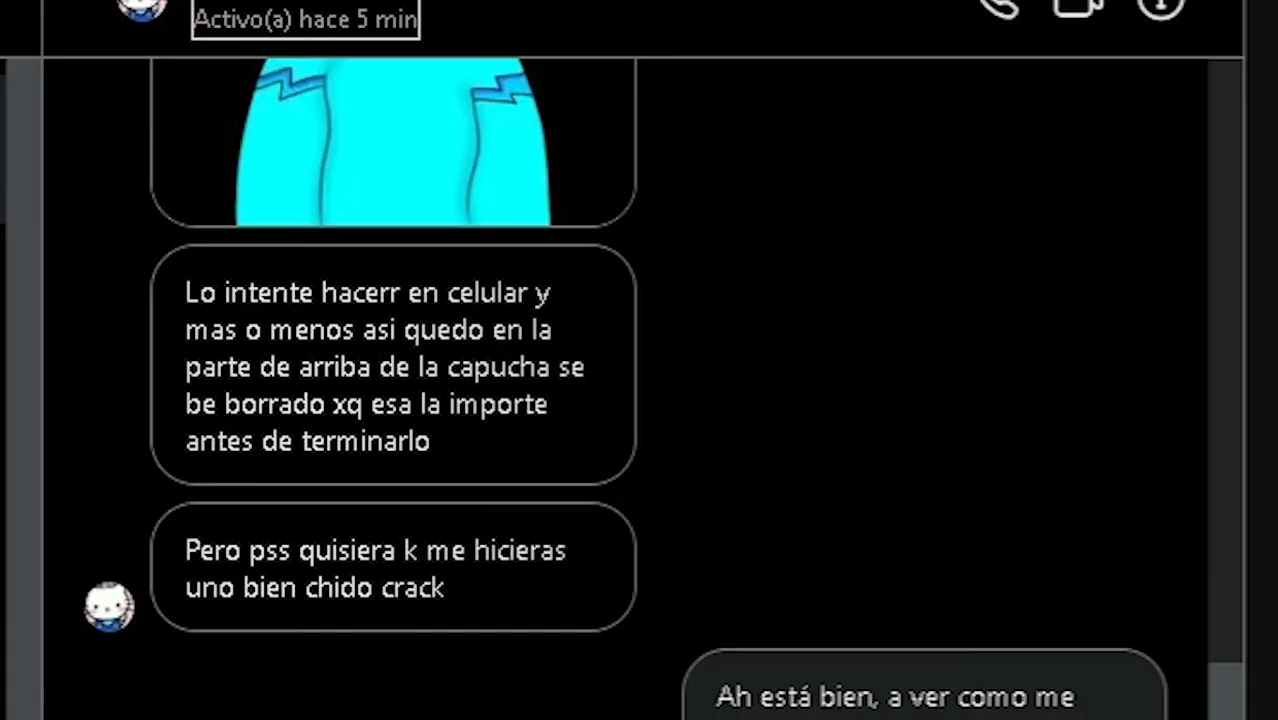 Activo(a) hace 5 min
Lo intente hacerr en celular y
mas o menos asi quedo en la
parte de arriba de la capucha se
be borrado xq esa la importe
antes de terminarlo
Pero pss quisiera k me hicieras
uno bien chido crack
Ah está bien, a ver como me